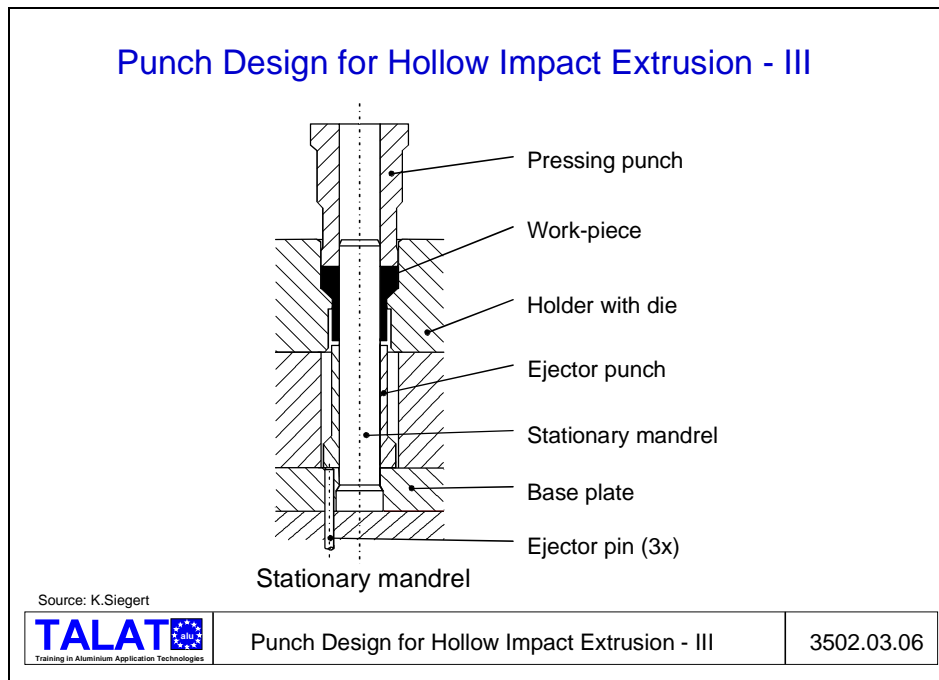 Punch Design for Hollow Impact Extrusion - III
Pressing punch
Work-piece
Holder with die
Ejector punch
Stationary mandrel
Base plate
Ejector pin (3x)
Stationary mandrel
Source: K.Siegert
TALAT
alu
Training in Aluminium Application Technologies
Punch Design for Hollow Impact Extrusion - III
3502.03.06